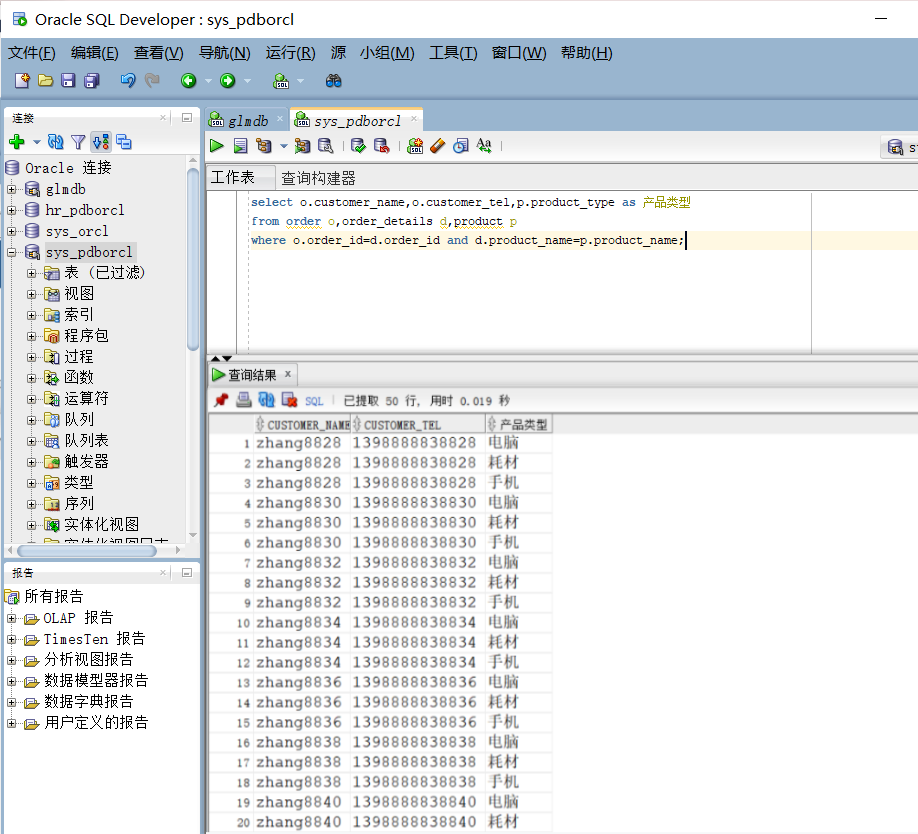 Oracle SQL Developer : sys_pdborcl
文件(F) 编辑(E) 查看(V) 导航(N) 运行(R) 源 小组(M) 工具(T) 窗口(W) 帮助(H)
连接
Oracle 连接
glmdb
hr_pdborcl
sys_orcl
sys_pdborcl
表 (已过滤)
视图
索引
程序包
过程
函数
运算符
队列
队列表
触发器
类型
序列
实体化视图
实体化视图日志
报告
所有报告
OLAP 报告
TimesTen 报告
分析视图报告
数据模型器报告
数据字典报告
用户定义的报告
glmdb sys_pdborcl
工作表 查询构建器
select o.customer_name,o.customer_tel,p.product_type as 产品类型
from order o,order_details d,product p
where o.order_id=d.order_id and d.product_name=p.product_name;
查询结果
SQL | 已提取 50 行, 用时 0.019 秒
CUSTOMER_NAME CUSTOMER_TEL 产品类型
1 zhang8828 1398888838828 电脑
2 zhang8828 1398888838828 耗材
3 zhang8828 1398888838828 手机
4 zhang8830 1398888838830 电脑
5 zhang8830 1398888838830 耗材
6 zhang8830 1398888838830 手机
7 zhang8832 1398888838832 电脑
8 zhang8832 1398888838832 耗材
9 zhang8832 1398888838832 手机
10 zhang8834 1398888838834 电脑
11 zhang8834 1398888838834 耗材
12 zhang8834 1398888838834 手机
13 zhang8836 1398888838836 电脑
14 zhang8836 1398888838836 耗材
15 zhang8836 1398888838836 手机
16 zhang8838 1398888838838 电脑
17 zhang8838 1398888838838 耗材
18 zhang8838 1398888838838 手机
19 zhang8840 1398888838840 电脑
20 zhang8840 1398888838840 耗材